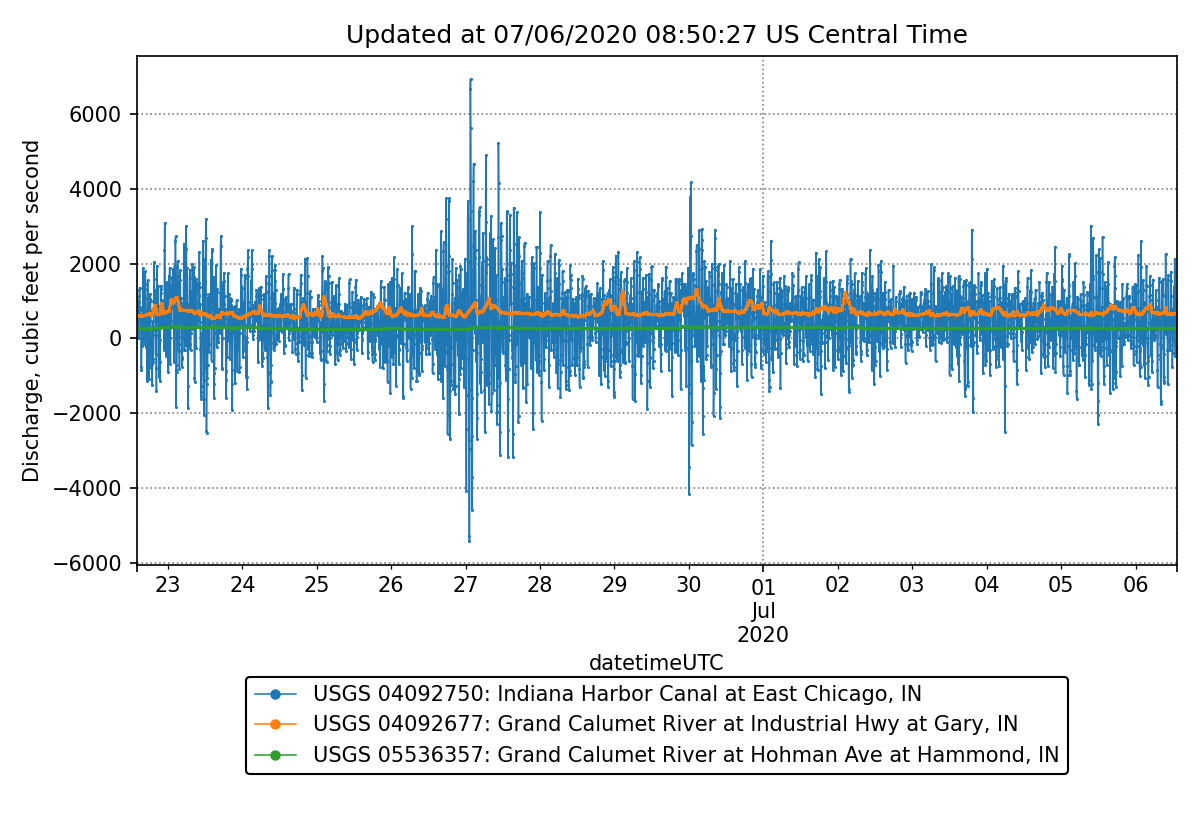 Updated at 07/06/2020 08:50:27 US Central Time
Discharge, cubic feet per second
6000
4000
2000
0
−2000
−4000
−6000
23 24 25 26 27 28 29 30 01 02 03 04 05 06
Jul
2020
datetimeUTC
USGS 04092750: Indiana Harbor Canal at East Chicago, IN
USGS 04092677: Grand Calumet River at Industrial Hwy at Gary, IN
USGS 05536357: Grand Calumet River at Hohman Ave at Hammond, IN